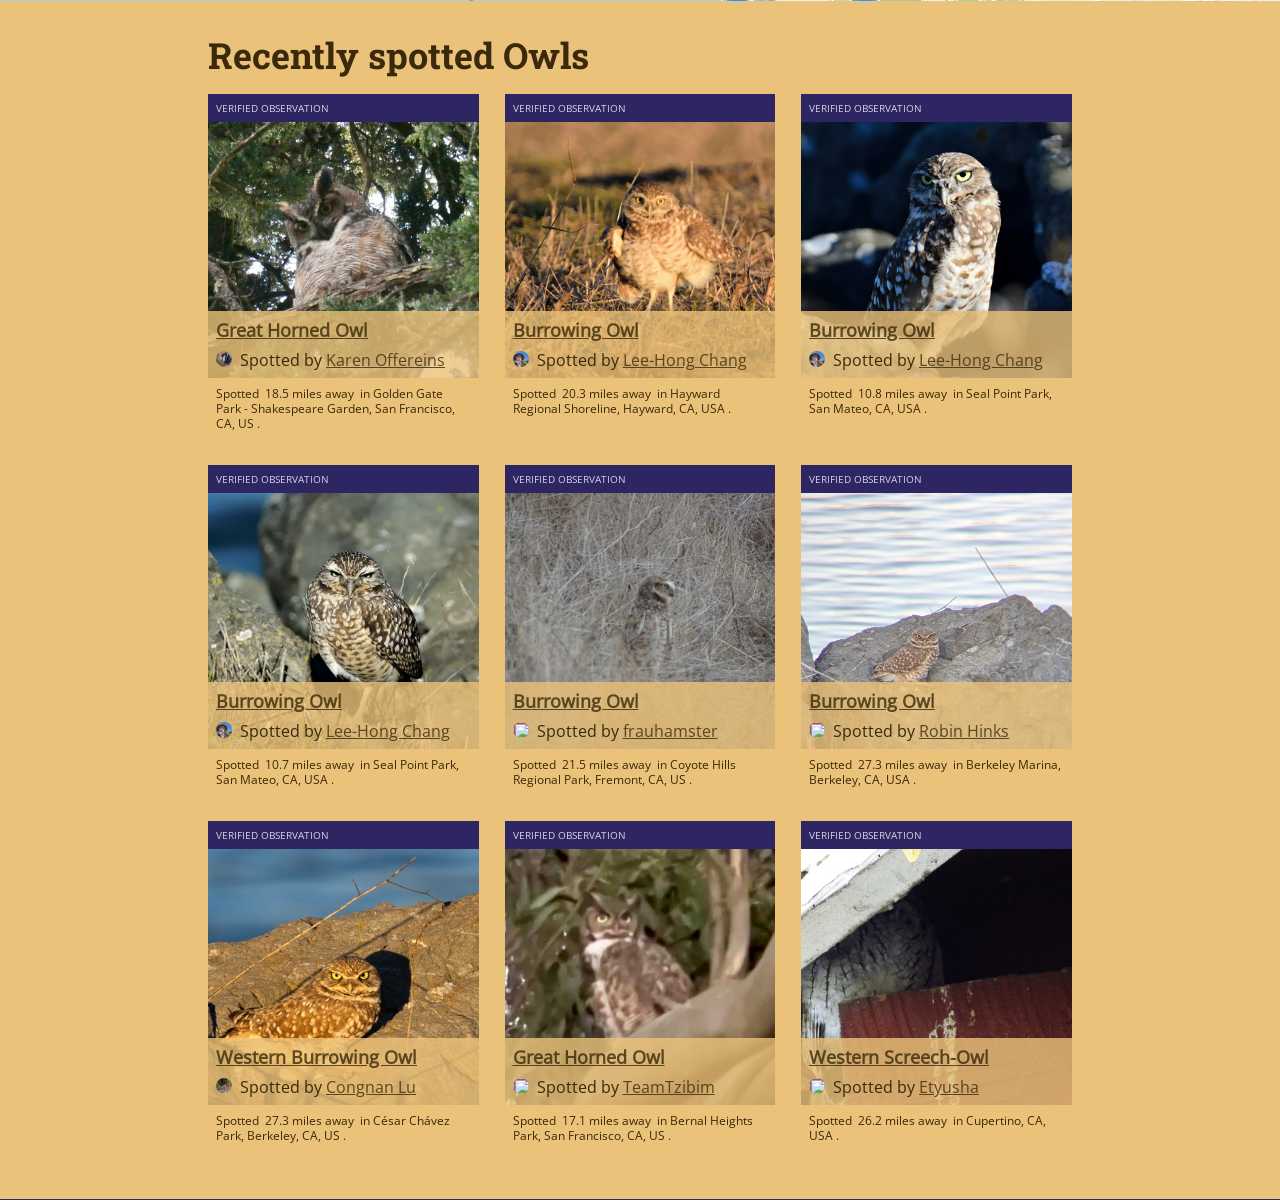 Recently spotted Owls
VERIFIED OBSERVATION
Great Horned Owl
Spotted by Karen Offereins
Spotted 18.5 miles away in Golden Gate
Park - Shakespeare Garden, San Francisco,
CA, US .
VERIFIED OBSERVATION
Burrowing Owl
Spotted by Lee-Hong Chang
Spotted 20.3 miles away in Hayward
Regional Shoreline, Hayward, CA, USA .
VERIFIED OBSERVATION
Burrowing Owl
Spotted by Lee-Hong Chang
Spotted 10.8 miles away in Seal Point Park,
San Mateo, CA, USA .
VERIFIED OBSERVATION
Burrowing Owl
Spotted by Lee-Hong Chang
Spotted 10.7 miles away in Seal Point Park,
San Mateo, CA, USA .
VERIFIED OBSERVATION
Burrowing Owl
Spotted by frauhamster
Spotted 21.5 miles away in Coyote Hills
Regional Park, Fremont, CA, US .
VERIFIED OBSERVATION
Burrowing Owl
Spotted by Robin Hinks
Spotted 27.3 miles away in Berkeley Marina,
Berkeley, CA, USA .
VERIFIED OBSERVATION
Western Burrowing Owl
Spotted by Congnan Lu
Spotted 27.3 miles away in César Chávez
Park, Berkeley, CA, US .
VERIFIED OBSERVATION
Great Horned Owl
Spotted by TeamTzibim
Spotted 17.1 miles away in Bernal Heights
Park, San Francisco, CA, US .
VERIFIED OBSERVATION
Western Screech-Owl
Spotted by Etyusha
Spotted 26.2 miles away in Cupertino, CA,
USA .